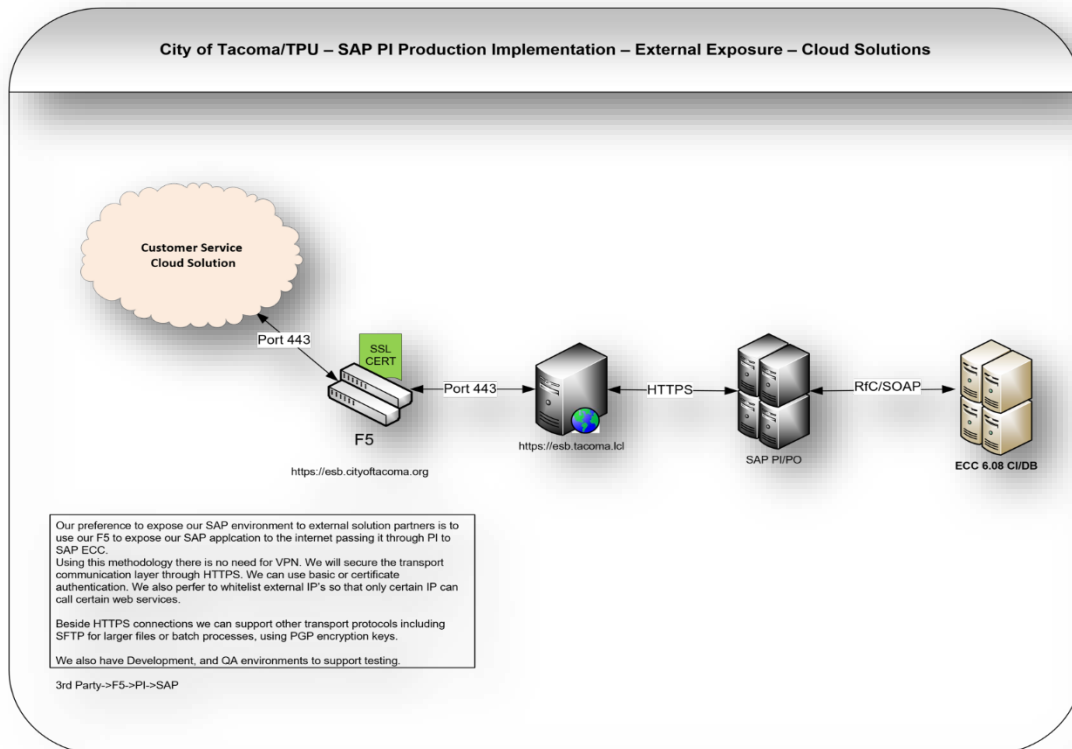 City of Tacoma/TPU – SAP PI Production Implementation – External Exposure – Cloud Solutions
Customer Service
Cloud Solution
Port 443
SSL
CERT
Port 443
HTTPS
RfC/SOAP
F5
https://esb.cityoftacoma.org
https://esb.tacoma.lcl
SAP PI/PO
ECC 6.08 CI/DB
Our preference to expose our SAP environment to external solution partners is to
use our F5 to expose our SAP applcation to the internet passing it through PI to
SAP ECC.
Using this methodology there is no need for VPN. We will secure the transport
communication layer through HTTPS. We can use basic or certificate
authentication. We also perfer to whitelist external IP's so that only certain IP can
call certain web services.
Beside HTTPS connections we can support other transport protocols including
SFTP for larger files or batch processes, using PGP encryption keys.
We also have Development, and QA environments to support testing.
3rd Party->F5->PI->SAP